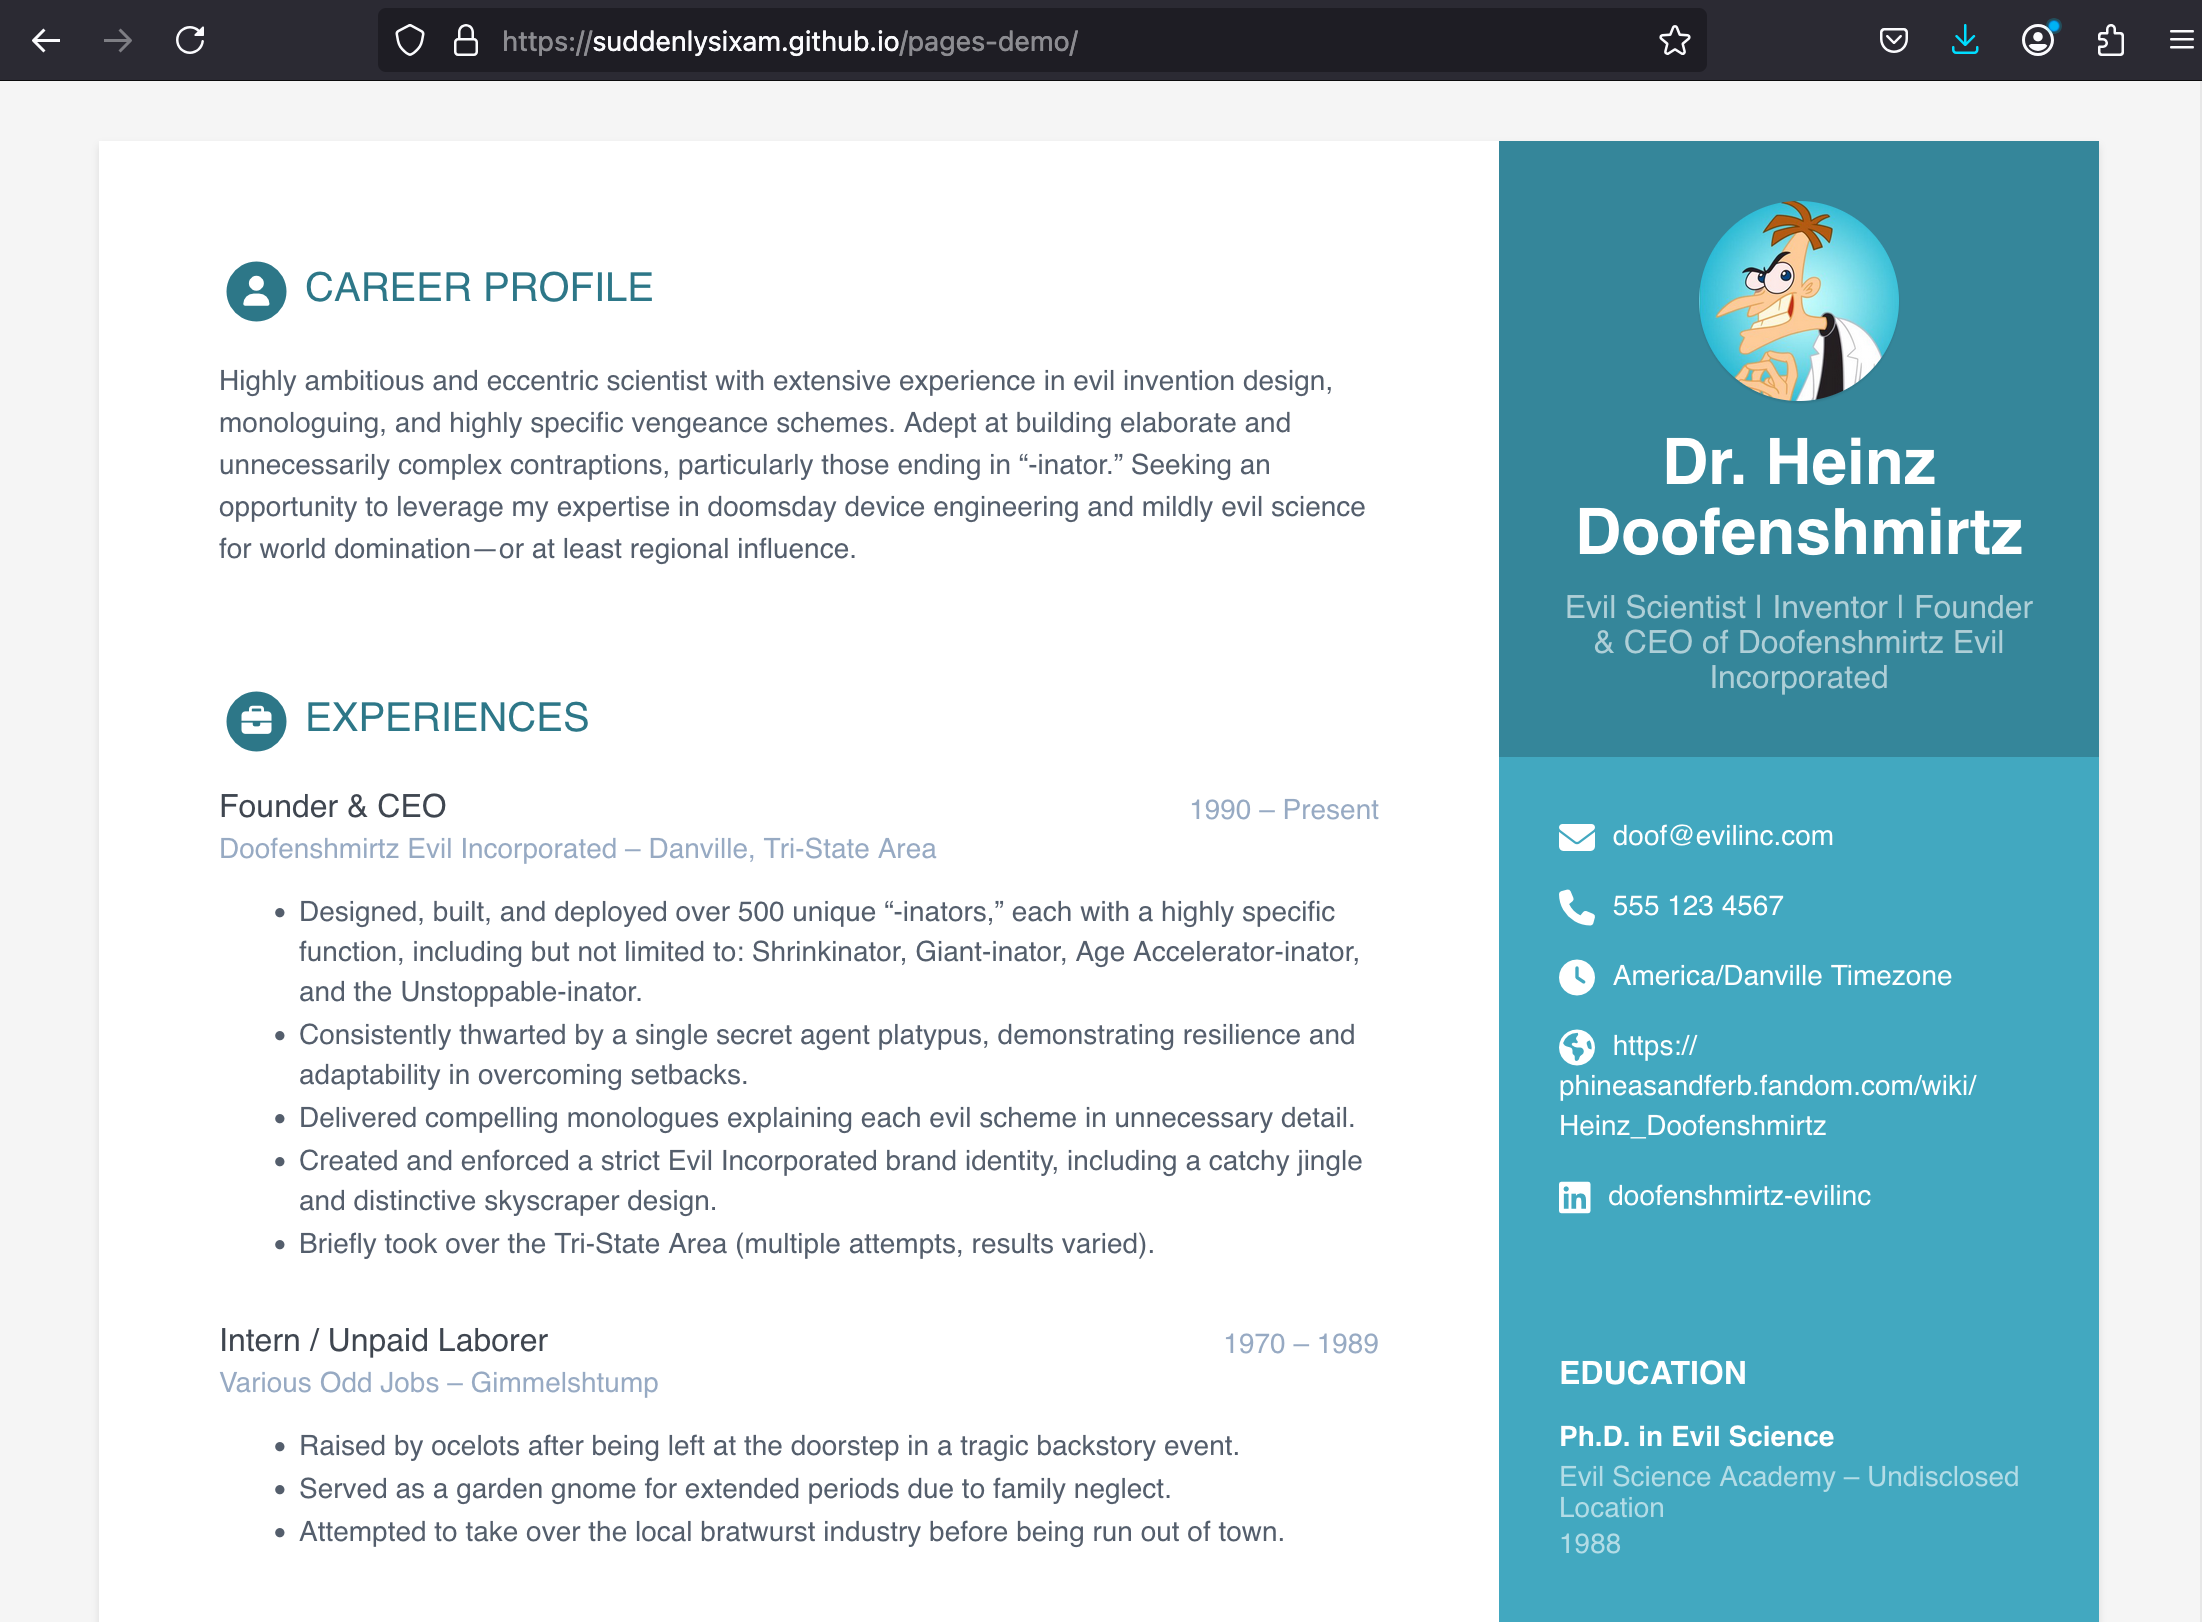 https://suddenlysixam.github.io/pages-demo/
CAREER PROFILE
Highly ambitious and eccentric scientist with extensive experience in evil invention design,
monologuing, and highly specific vengeance schemes. Adept at building elaborate and
unnecessarily complex contraptions, particularly those ending in “-inator.” Seeking an
opportunity to leverage my expertise in doomsday device engineering and mildly evil science
for world domination—or at least regional influence.
EXPERIENCES
Founder & CEO
1990 – Present
Doofenshmirtz Evil Incorporated – Danville, Tri-State Area
• Designed, built, and deployed over 500 unique “-inators,” each with a highly specific
function, including but not limited to: Shrinkinator, Giant-inator, Age Accelerator-inator,
and the Unstoppable-inator.
• Consistently thwarted by a single secret agent platypus, demonstrating resilience and
adaptability in overcoming setbacks.
• Delivered compelling monologues explaining each evil scheme in unnecessary detail.
• Created and enforced a strict Evil Incorporated brand identity, including a catchy jingle
and distinctive skyscraper design.
• Briefly took over the Tri-State Area (multiple attempts, results varied).
Intern / Unpaid Laborer
1970 – 1989
Various Odd Jobs – Gimmelshtump
• Raised by ocelots after being left at the doorstep in a tragic backstory event.
• Served as a garden gnome for extended periods due to family neglect.
• Attempted to take over the local bratwurst industry before being run out of town.
Dr. Heinz
Doofenshmirtz
Evil Scientist | Inventor | Founder
& CEO of Doofenshmirtz Evil
Incorporated
doof@evilinc.com
555 123 4567
America/Danville Timezone
https://
phineasandferb.fandom.com/wiki/
Heinz_Doofenshmirtz
in doofenshmirtz-evilinc
EDUCATION
Ph.D. in Evil Science
Evil Science Academy – Undisclosed
Location
1988